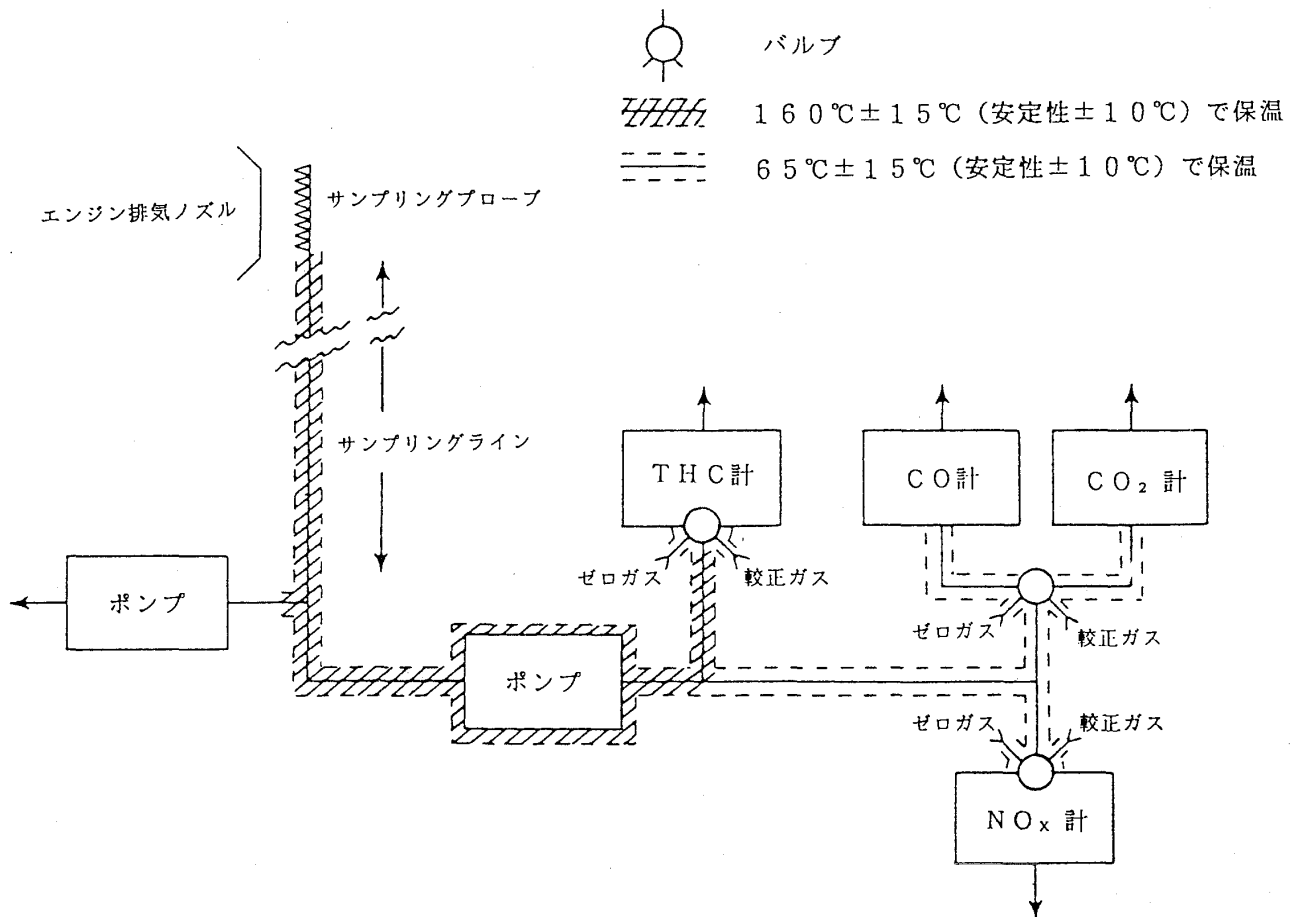 バルブ
160℃±15℃(安定性±10℃)で保温
65℃±15℃(安定性±10℃)で保温
エンジン排気ノズル
サンプリングプローブ
サンプリングライン
THC計
CO計
CO₂計
ゼロガス
較正ガス
ポンプ
ゼロガス
較正ガス
ポンプ
ゼロガス
較正ガス
NOx計